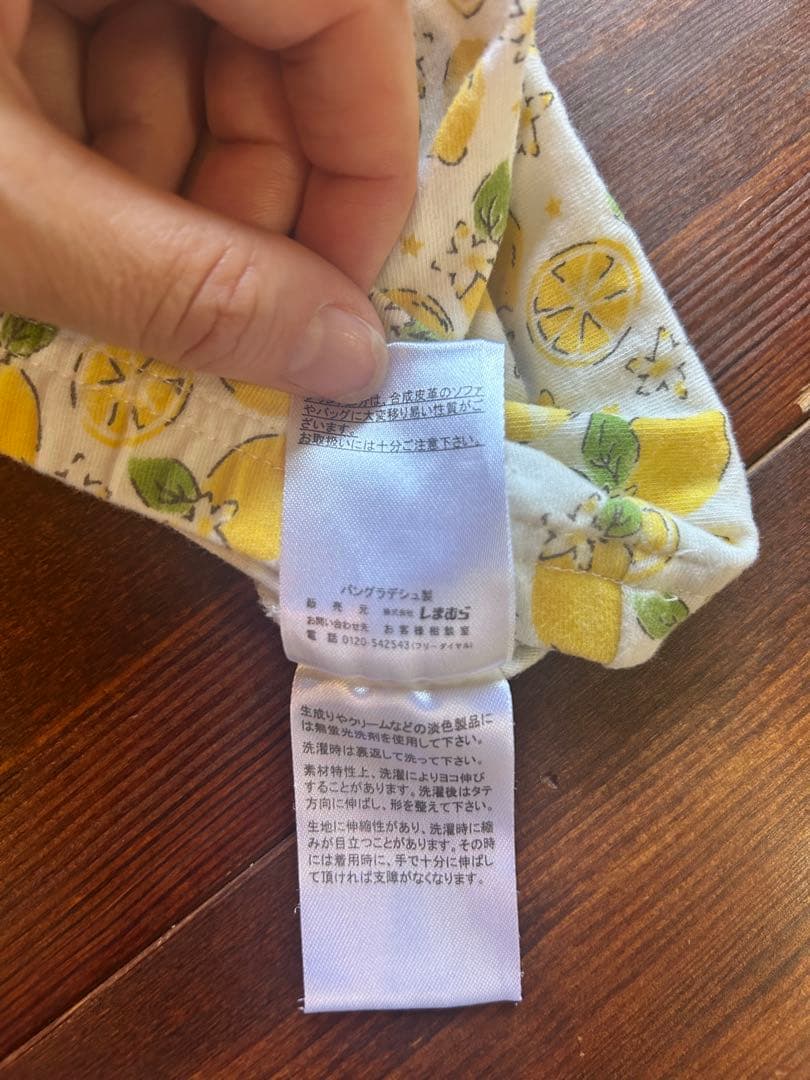 は、合成皮革のソファ
やバッグに大変移り易い性質がご
ざいます。
お取扱いには十分ご注意下さい。
バングラデシュ製
販売元 株式会社 しまむら
お問い合わせ先 お客様相談室
電話 0120-542543(フリーダイヤル)
生成りやクリームなどの淡色製品に
は無蛍光洗剤を使用して下さい。
洗濯時は裏返して洗って下さい。
素材特性上、洗濯によりヨコ伸び
することがあります。洗濯後はタテ
方向に伸ばし、形を整えて下さい。
生地に伸縮性があり、洗濯時に縮
みが目立つことがあります。その時
には着用時に、手で十分に伸ばし
て頂ければ支障がなくなります。